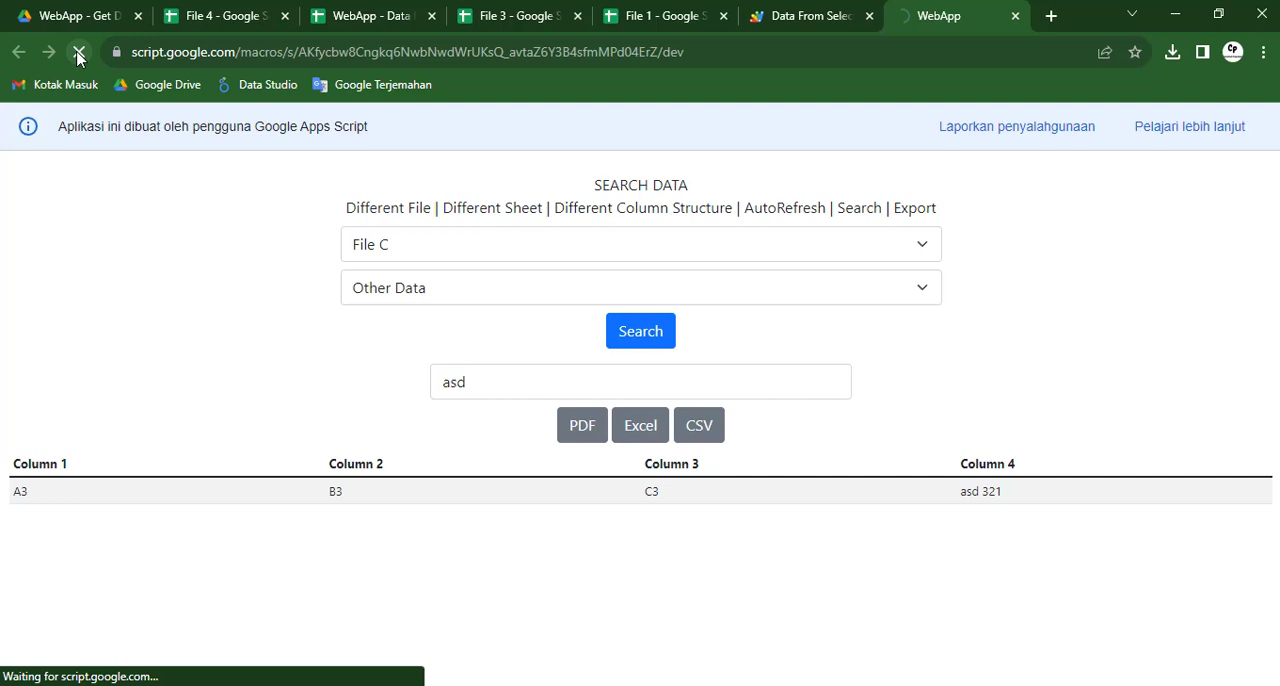 WebApp - Get D
File 4 - Google S
WebApp - Data
File 3 - Google S
File 1 - Google S
Data From Selec
WebApp
script.google.com/macros/s/AKfycbw8Cngkq6NwbNwdWrUKsQ_avtaZ6Y3B4sfmMPd04ErZ/dev
Cp
Kotak Masuk
Google Drive
Data Studio
Google Terjemahan
Aplikasi ini dibuat oleh pengguna Google Apps Script
Laporkan penyalahgunaan
Pelajari lebih lanjut
SEARCH DATA
Different File | Different Sheet | Different Column Structure | AutoRefresh | Search | Export
File C
Other Data
Search
asd
PDF Excel CSV
Column 1 Column 2 Column 3 Column 4
A3 B3 C3 asd 321
Waiting for script.google.com...